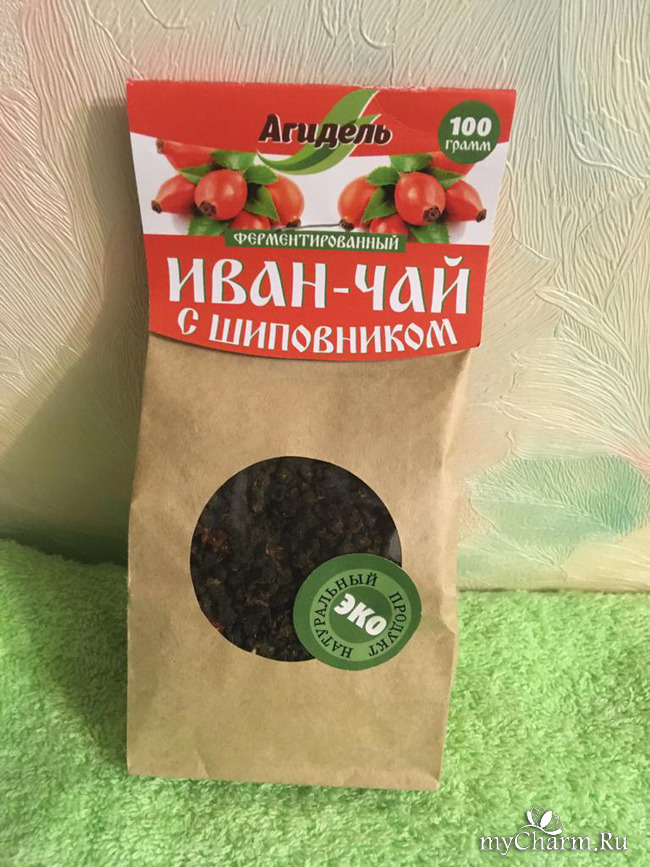 Агидель
100
грамм
ФЕРМЕНТИРОВАННЫЙ
ИВАН-ЧАЙ
С ШИПОВНИКОМ
НАТУРАЛЬНЫЙ ПРОДУКТ
ЭКО
myCharm.Ru